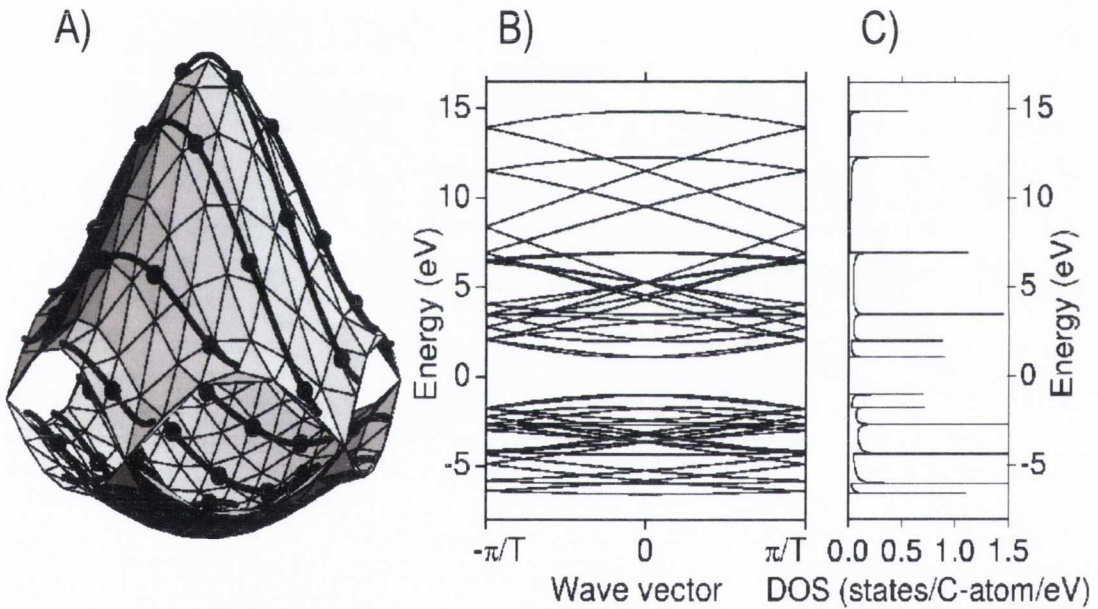 A)
B)
C)
Energy (eV)
15
10
5
0
-5
-π/T
0
π/T
Wave vector
15
10
5
0
-5
Energy (eV)
0.0 0.5 1.0 1.5
DOS (states/C-atom/eV)